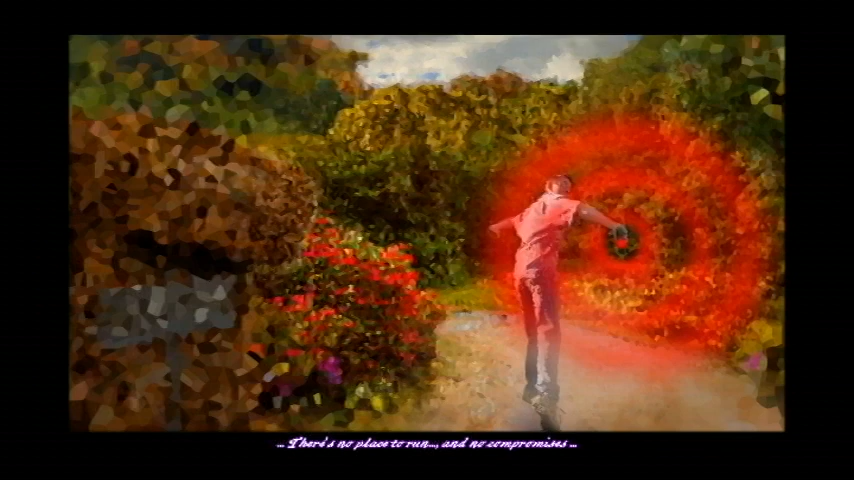 ... There's no place to run..., and no compromises ...